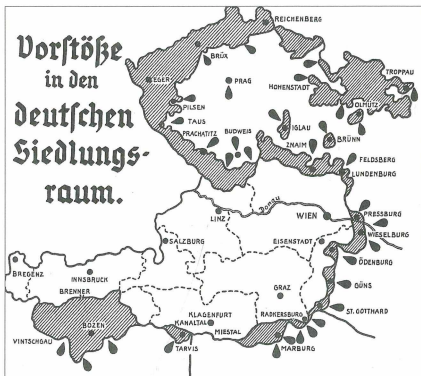 Vorstöße
in den
deutschen
Siedlungs-
raum.
REICHENBERG
BRÜX
EGER
PRAG
TROPPAU
HOHENSTADT
OLMÜTZ
PILSEN
TAUS
PRACHATITZ
BUDWEIS
IGLAU
ZNAIM
BRÜNN
FELDSBERG
LUNDENBURG
DONAU
LINZ
WIEN
PRESSBURG
WIESELBURG
SALZBURG
EISENSTADT
ÖDENBURG
BREGENZ
INNSBRUCK
BRENNER
GÜNS
GRAZ
ST. GOTTHARD
BOZEN
KLAGENFURT
RADKERSBURG
KANALTAL
MIESTAL
VINTSCHGAU
TARVIS
MARBURG